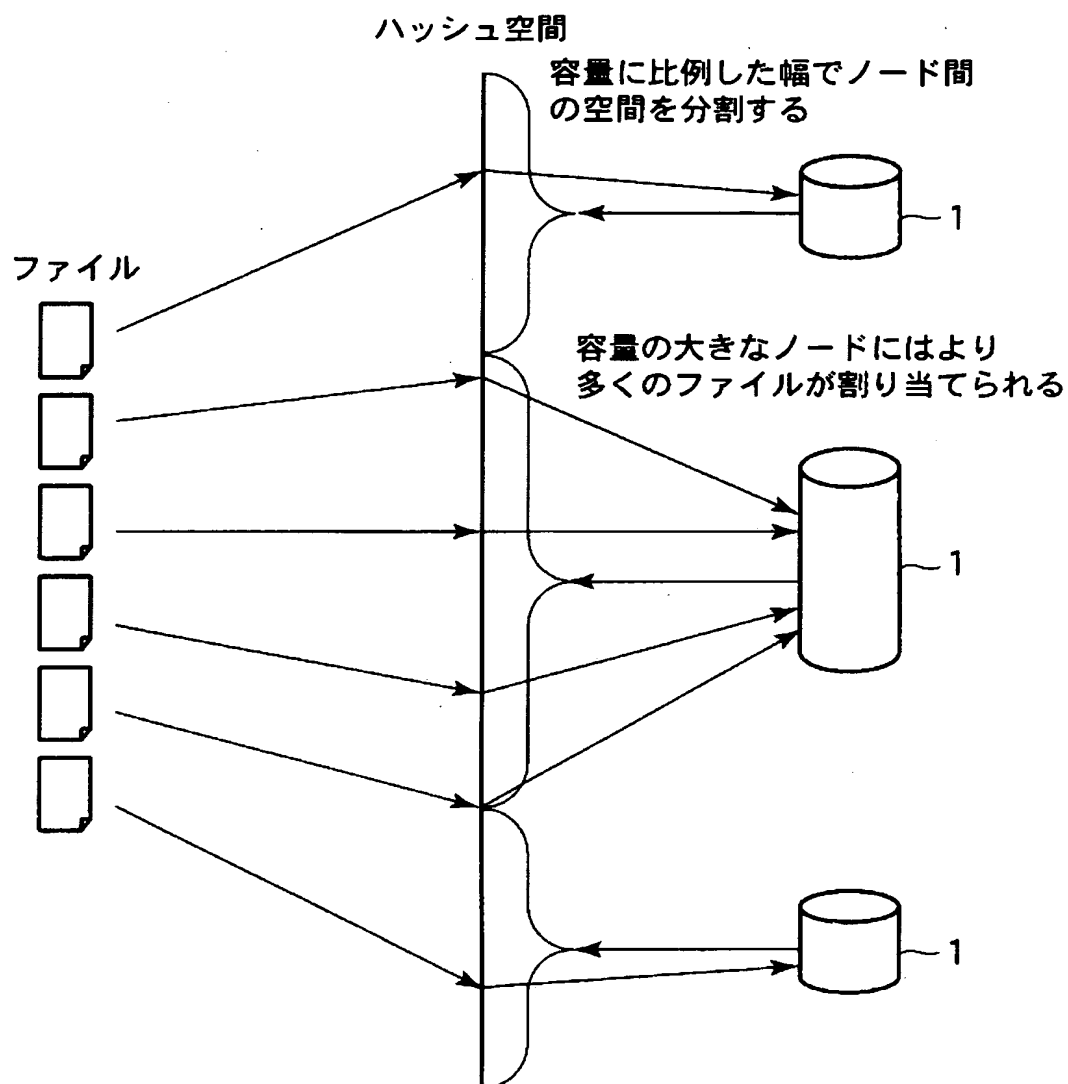 ハッシュ空間
容量に比例した幅でノード間
の空間を分割する
1
ファイル
容量の大きなノードにはより
多くのファイルが割り当てられる
1
1